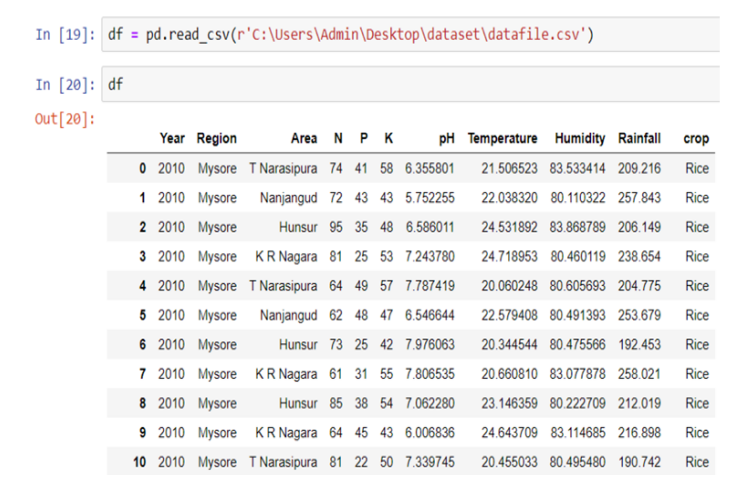 In [19]: df = pd.read_csv(r'C:\Users\Admin\Desktop\dataset\datafile.csv')
In [20]: df
Out[20]:
Year Region Area N P K pH Temperature Humidity Rainfall crop
0 2010 Mysore T Narasipura 74 41 58 6.355801 21.506523 83.533414 209.216 Rice
1 2010 Mysore Nanjangud 72 43 43 5.752255 22.038320 80.110322 257.843 Rice
2 2010 Mysore Hunsur 95 35 48 6.586011 24.531892 83.868789 206.149 Rice
3 2010 Mysore K R Nagara 81 25 53 7.243780 24.718953 80.460119 238.654 Rice
4 2010 Mysore T Narasipura 64 49 57 7.787419 20.060248 80.605693 204.775 Rice
5 2010 Mysore Nanjangud 62 48 47 6.546644 22.579408 80.491393 253.679 Rice
6 2010 Mysore Hunsur 73 25 42 7.976063 20.344544 80.475566 192.453 Rice
7 2010 Mysore K R Nagara 61 31 55 7.806535 20.660810 83.077878 258.021 Rice
8 2010 Mysore Hunsur 85 38 54 7.062280 23.146359 80.222709 212.019 Rice
9 2010 Mysore K R Nagara 64 45 43 6.006836 24.643709 83.114685 216.898 Rice
10 2010 Mysore T Narasipura 81 22 50 7.339745 20.455033 80.495480 190.742 Rice